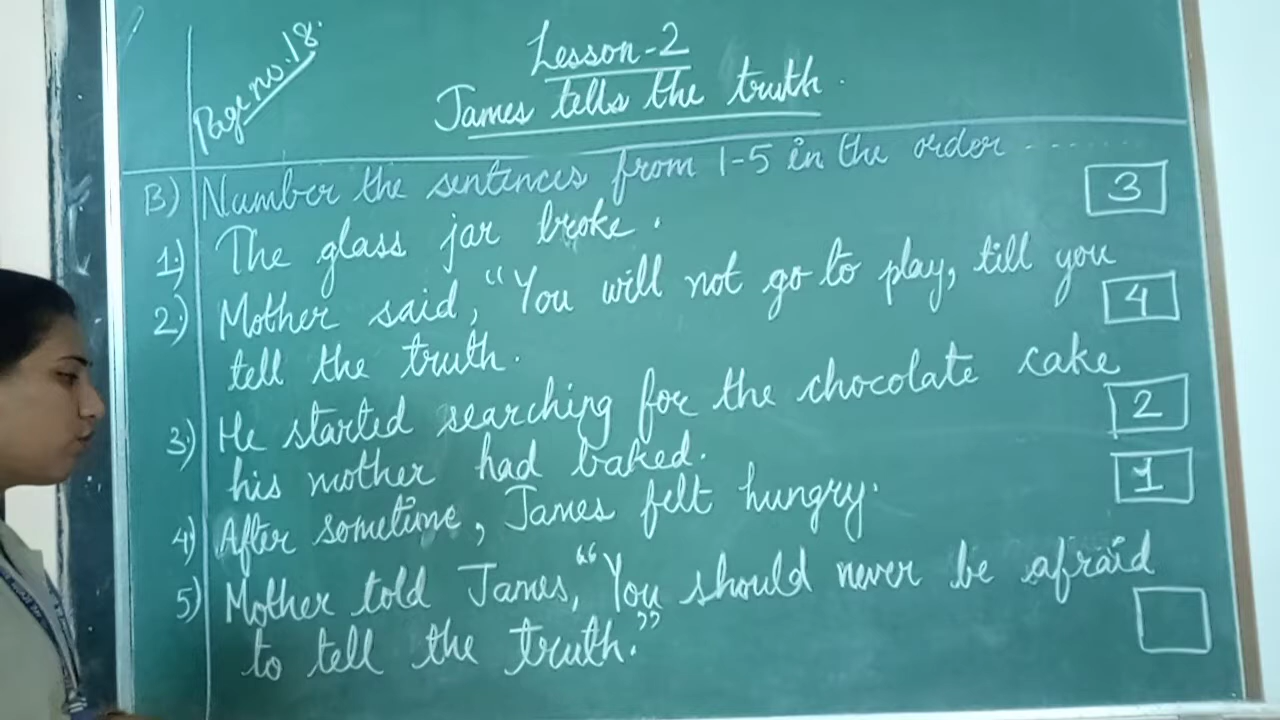 Page no. 18.
Lesson-2
James tells the truth.
B) Number the sentences from 1-5 in the order ........
1) The glass jar broke. 3
2) Mother said, "You will not go to play, till you
tell the truth. 4
3) He started searching for the chocolate cake
his mother had baked. 2
4) After sometime, James felt hungry. 1
5) Mother told James, "You should never be afraid
to tell the truth."